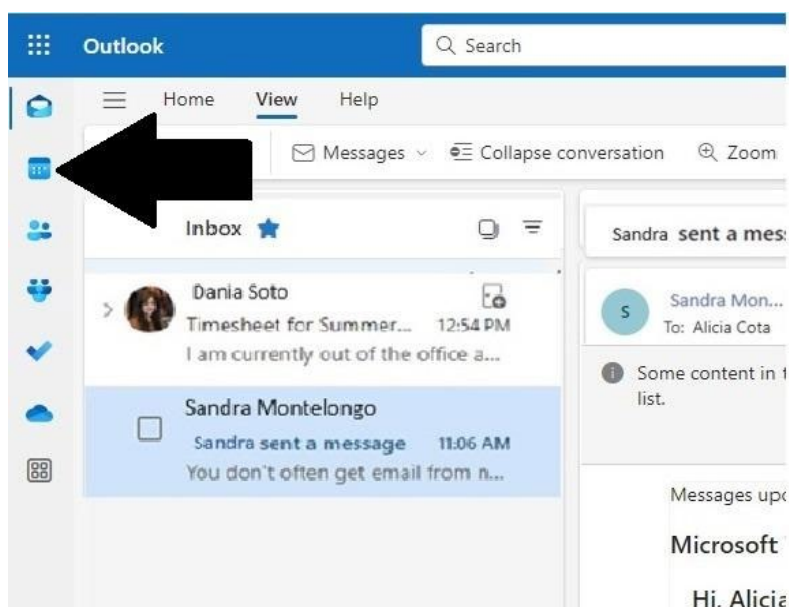 Outlook
Search
Home View Help
Messages Collapse conversation Zoom
Inbox
Sandra sent a mes
Dania Soto
Timesheet for Summer... 12:54 PM
I am currently out of the office a...
Sandra Mon...
To: Alicia Cota
S
Some content in t
list.
Sandra Montelongo
Sandra sent a message 11:06 AM
You don't often get email from n...
Messages upd
Microsoft
Hi, Alicia